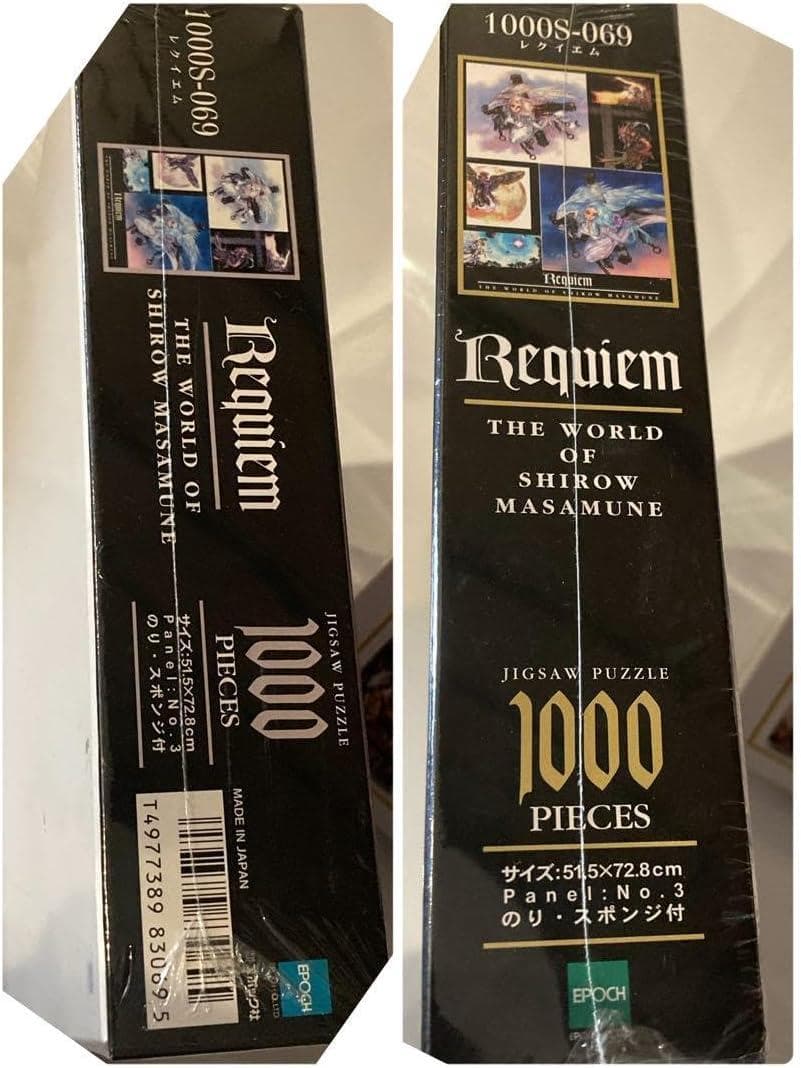 1000S-069
レクイエム
Requiem
THE WORLD OF
SHIROW MASAMUNE
JIGSAW PUZZLE
1000
PIECES
サイズ:51.5×72.8cm
Panel:No.3
のり・スポンジ付
MADE IN JAPAN
T4977389 83069 5
EPOCH
1000S-069
レクイエム
Requiem
THE WORLD OF SHIROW MASAMUNE
Requiem
THE WORLD
OF
SHIROW
MASAMUNE
JIGSAW PUZZLE
1000
PIECES
サイズ:51.5×72.8cm
Panel:No.3
のり・スポンジ付
EPOCH